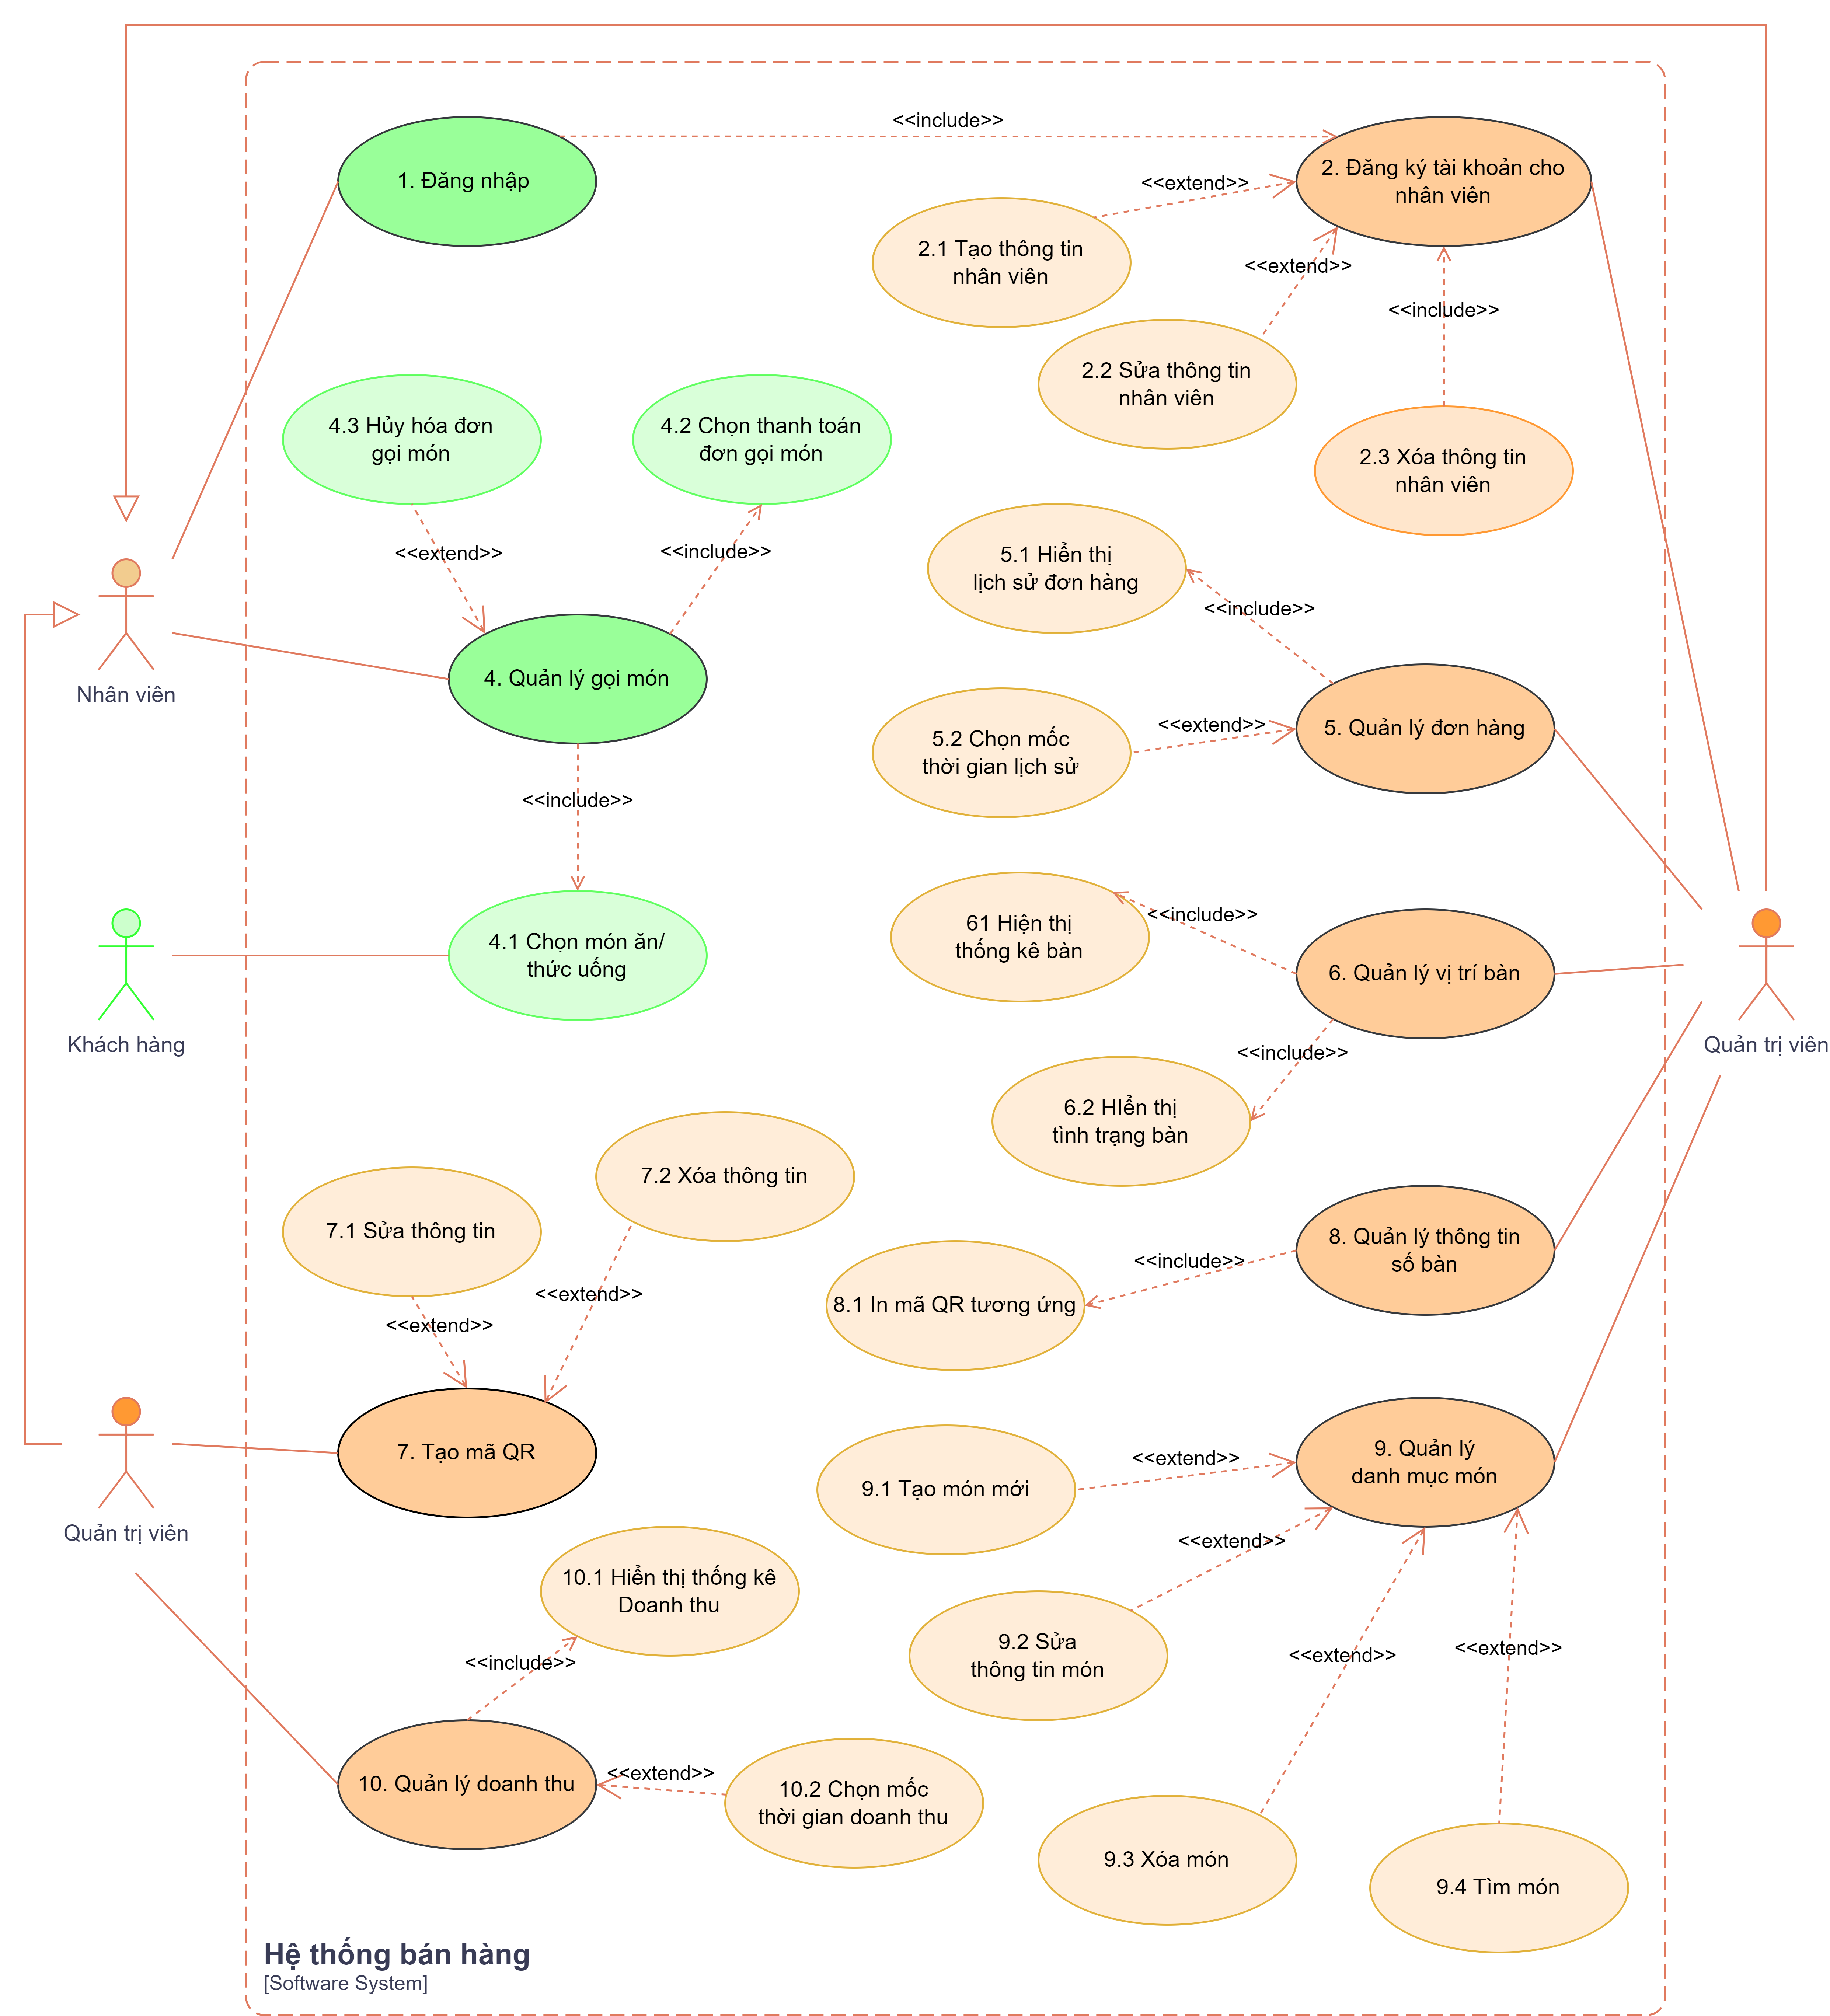 <<include>>
1. Đăng nhập
2. Đăng ký tài khoản cho
nhân viên
<<extend>>
2.1 Tạo thông tin
nhân viên
<<extend>>
<<include>>
2.2 Sửa thông tin
nhân viên
2.3 Xóa thông tin
nhân viên
4.3 Hủy hóa đơn
gọi món
4.2 Chọn thanh toán
đơn gọi món
<<extend>>
<<include>>
5.1 Hiển thị
lịch sử đơn hàng
<<include>>
Nhân viên
4. Quản lý gọi món
5.2 Chọn mốc
thời gian lịch sử
<<extend>>
5. Quản lý đơn hàng
<<include>>
61 Hiện thị
thống kê bàn
<<include>>
6. Quản lý vị trí bàn
Khách hàng
4.1 Chọn món ăn/
thức uống
Quản trị viên
<<include>>
6.2 HIển thị
tình trạng bàn
7.2 Xóa thông tin
7.1 Sửa thông tin
<<extend>>
<<extend>>
<<include>>
8. Quản lý thông tin
số bàn
8.1 In mã QR tương ứng
Quản trị viên
7. Tạo mã QR
<<extend>>
9. Quản lý
danh mục món
9.1 Tạo món mới
<<extend>>
10.1 Hiển thị thống kê
Doanh thu
<<include>>
9.2 Sửa
thông tin món
<<extend>>
<<extend>>
10. Quản lý doanh thu
<<extend>>
10.2 Chọn mốc
thời gian doanh thu
9.3 Xóa món
9.4 Tìm món
Hệ thống bán hàng
[Software System]